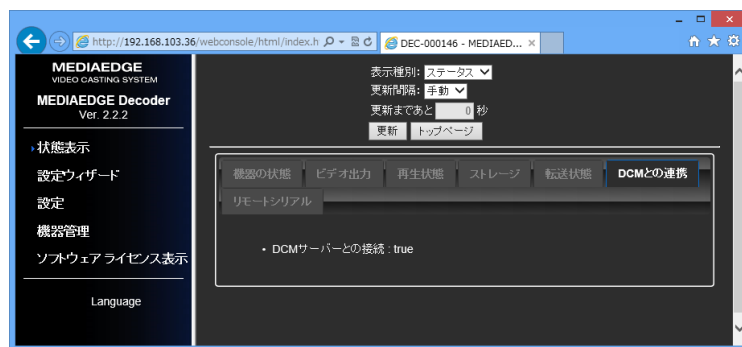 http://192.168.103.36/webconsole/html/index.h
DEC-000146 - MEDIAED...
MEDIAEDGE
VIDEO CASTING SYSTEM
MEDIAEDGE Decoder
Ver. 2.2.2
状態表示
設定ウィザード
設定
機器管理
ソフトウェア ライセンス表示
Language
表示種別: ステータス
更新間隔: 手動
更新まであと 0 秒
更新 トップページ
機器の状態 ビデオ出力 再生状態 ストレージ 転送状態 DCMとの連携
リモートシリアル
・DCMサーバーとの接続 : true